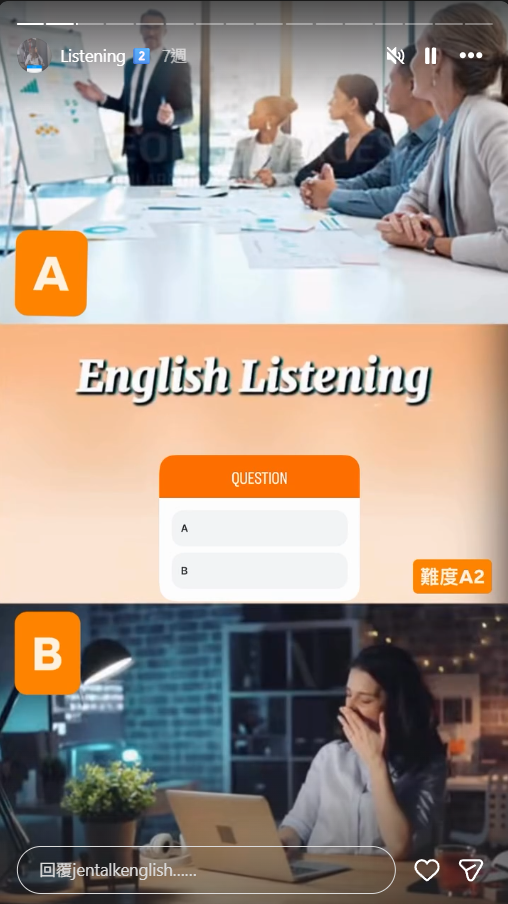 Listening 2 7週
A
English Listening
QUESTION
A
B
難度A2
B
回覆jentalkenglish......